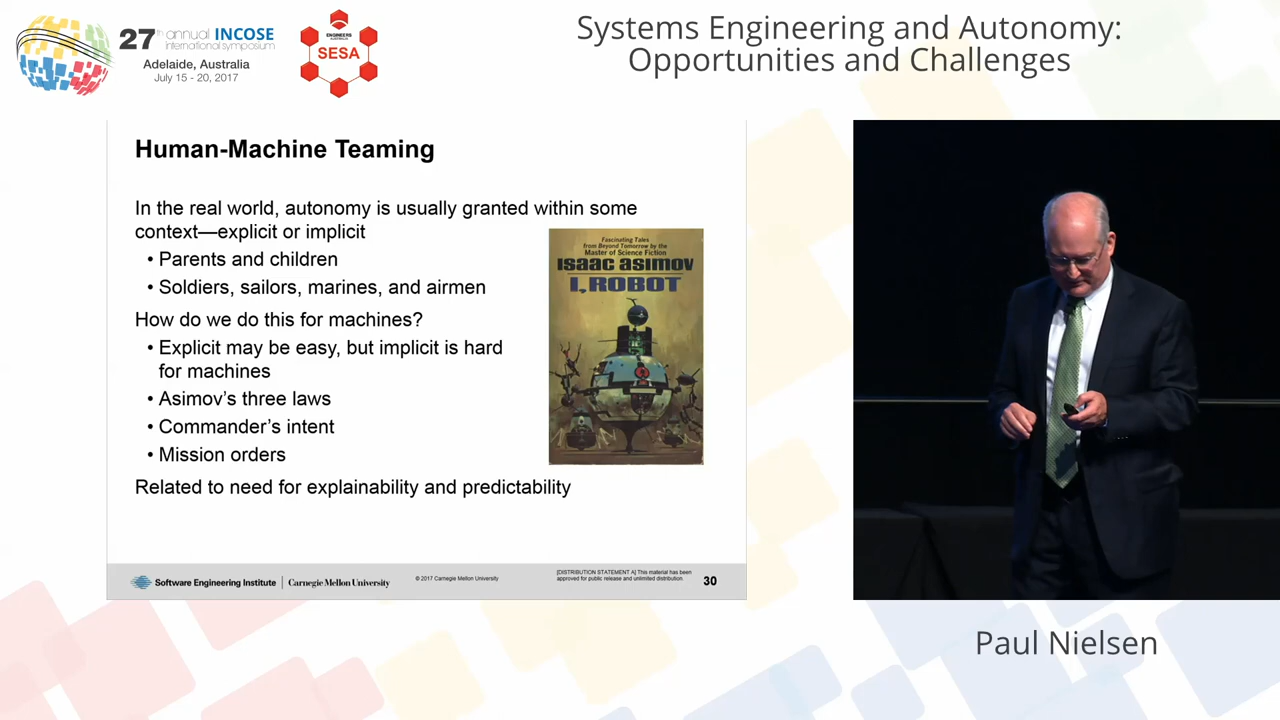 27th annual INCOSE
international symposium
Adelaide, Australia
July 15 - 20, 2017
ENGINEERS
AUSTRALIA
SESA
Systems Engineering and Autonomy:
Opportunities and Challenges
Human-Machine Teaming
In the real world, autonomy is usually granted within some
context—explicit or implicit
• Parents and children
• Soldiers, sailors, marines, and airmen
How do we do this for machines?
• Explicit may be easy, but implicit is hard
for machines
• Asimov's three laws
• Commander's intent
• Mission orders
Related to need for explainability and predictability
Fascinating Tales
from Beyond Tomorrow by the
Master of Science Fiction
isaac asimov
I, ROBOT
Software Engineering Institute | Carnegie Mellon University
© 2017 Carnegie Mellon University
[DISTRIBUTION STATEMENT A] This material has been
approved for public release and unlimited distribution.
30
Paul Nielsen